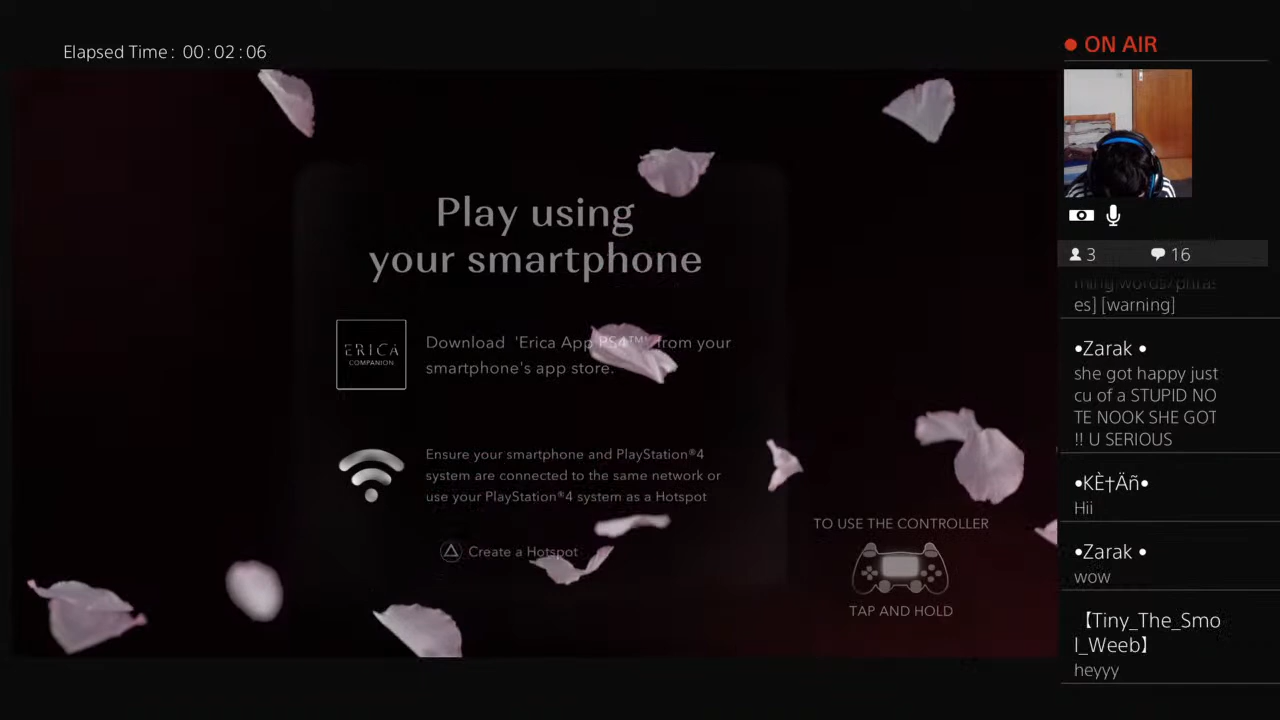 Elapsed Time: 00:02:06
ON AIR
Play using
your smartphone
ERICA
COMPANION
Download 'Erica App PS4™' from your
smartphone's app store.
Ensure your smartphone and PlayStation®4
system are connected to the same network or
use your PlayStation®4 system as a Hotspot
Create a Hotspot
TO USE THE CONTROLLER
TAP AND HOLD
3
16
es] [warning]
•Zarak •
she got happy just
cu of a STUPID NO
TE NOOK SHE GOT
!! U SERIOUS
•KÈ†Äñ•
Hii
•Zarak •
wow
【Tiny_The_Smo
l_Weeb】
heyyy